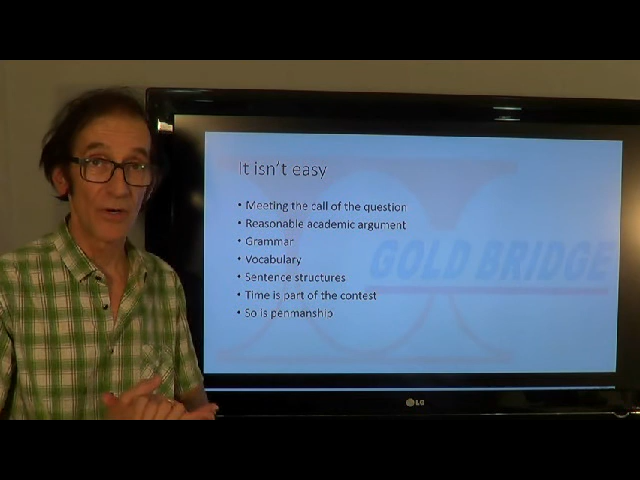 It isn't easy
• Meeting the call of the question
• Reasonable academic argument
• Grammar
• Vocabulary
• Sentence structures
• Time is part of the contest
• So is penmanship
GOLD BRIDGE
LG